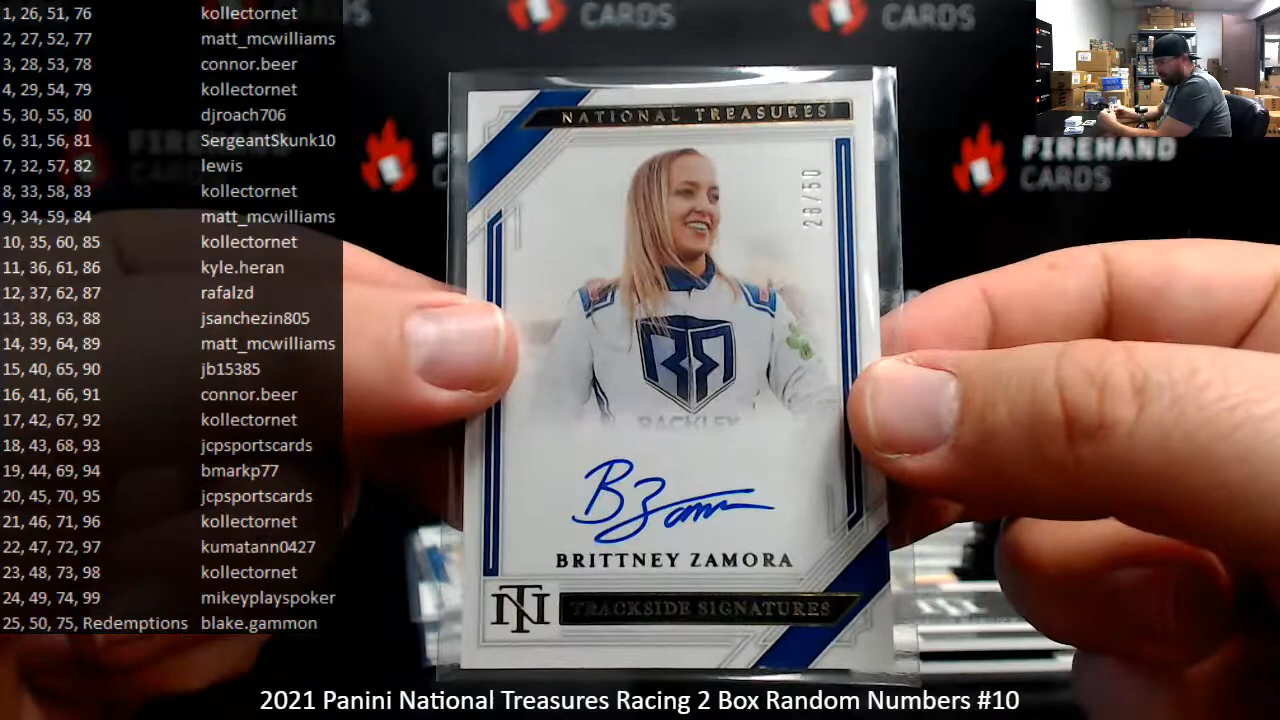 1, 26, 51, 76 kollectornet
2, 27, 52, 77 matt_mcwilliams
3, 28, 53, 78 connor.beer
4, 29, 54, 79 kollectornet
5, 30, 55, 80 djroach706
6, 31, 56, 81 SergeantSkunk10
7, 32, 57, 82 lewis
8, 33, 58, 83 kollectornet
9, 34, 59, 84 matt_mcwilliams
10, 35, 60, 85 kollectornet
11, 36, 61, 86 kyle.heran
12, 37, 62, 87 rafalzd
13, 38, 63, 88 jsanchezin805
14, 39, 64, 89 matt_mcwilliams
15, 40, 65, 90 jb15385
16, 41, 66, 91 connor.beer
17, 42, 67, 92 kollectornet
18, 43, 68, 93 jcpsportscards
19, 44, 69, 94 bmarkp77
20, 45, 70, 95 jcpsportscards
21, 46, 71, 96 kollectornet
22, 47, 72, 97 kumatann0427
23, 48, 73, 98 kollectornet
24, 49, 74, 99 mikeyplayspoker
25, 50, 75, Redemptions blake.gammon
CARDS
CARDS
FIREHAND
CARDS
NATIONAL TREASURES
28/50
RACKLEY
B Zam
BRITTNEY ZAMORA
NT
TRACKSIDE SIGNATURES
2021 Panini National Treasures Racing 2 Box Random Numbers #10